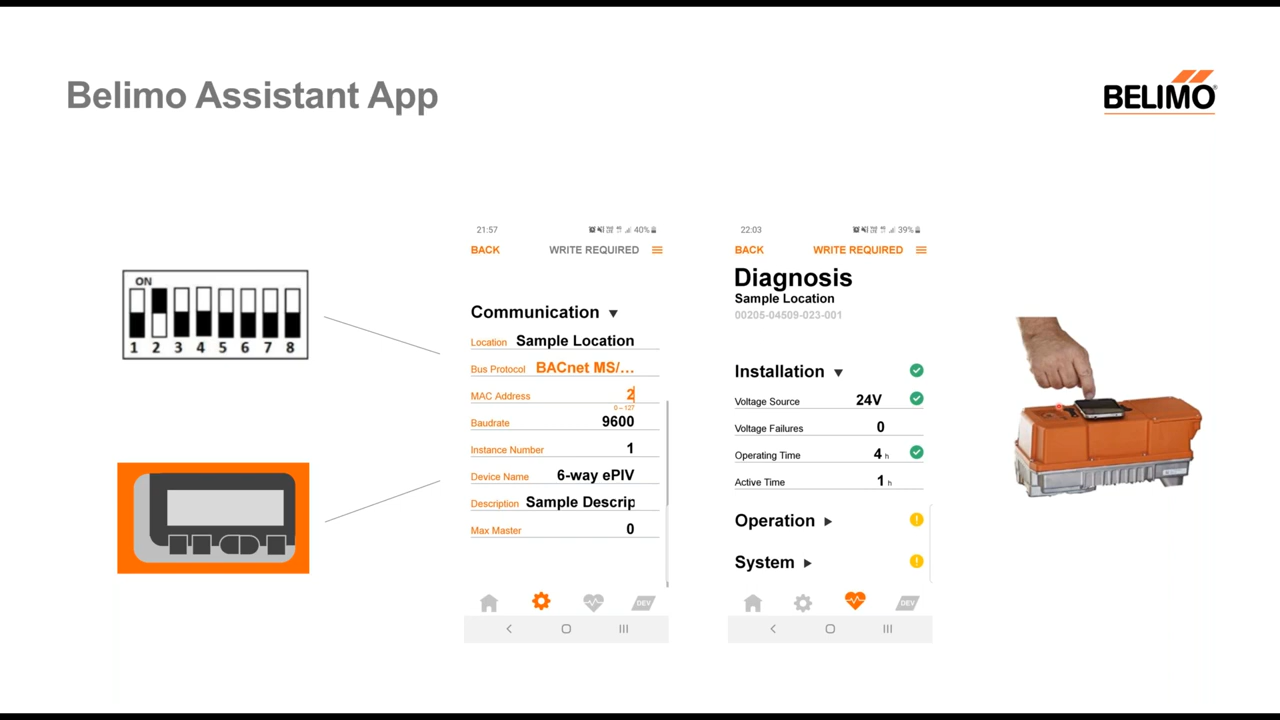 Belimo Assistant App
BELIMO
ON
1 2 3 4 5 6 7 8
21:57 40%
BACK WRITE REQUIRED
Communication
Location Sample Location
Bus Protocol BACnet MS/...
MAC Address 2
0 – 127
Baudrate 9600
Instance Number 1
Device Name 6-way ePIV
Description Sample Descrip
Max Master 0
DEV
22:03 39%
BACK WRITE REQUIRED
Diagnosis
Sample Location
00205-04509-023-001
Installation
Voltage Source 24V
Voltage Failures 0
Operating Time 4 h
Active Time 1 h
Operation
System
DEV